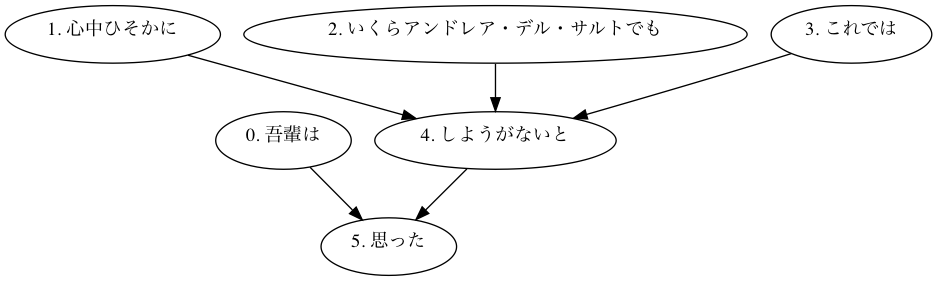 1. 心中ひそかに
2. いくらアンドレア・デル・サルトでも
3. これでは
0. 吾輩は
4. しようがないと
5. 思った